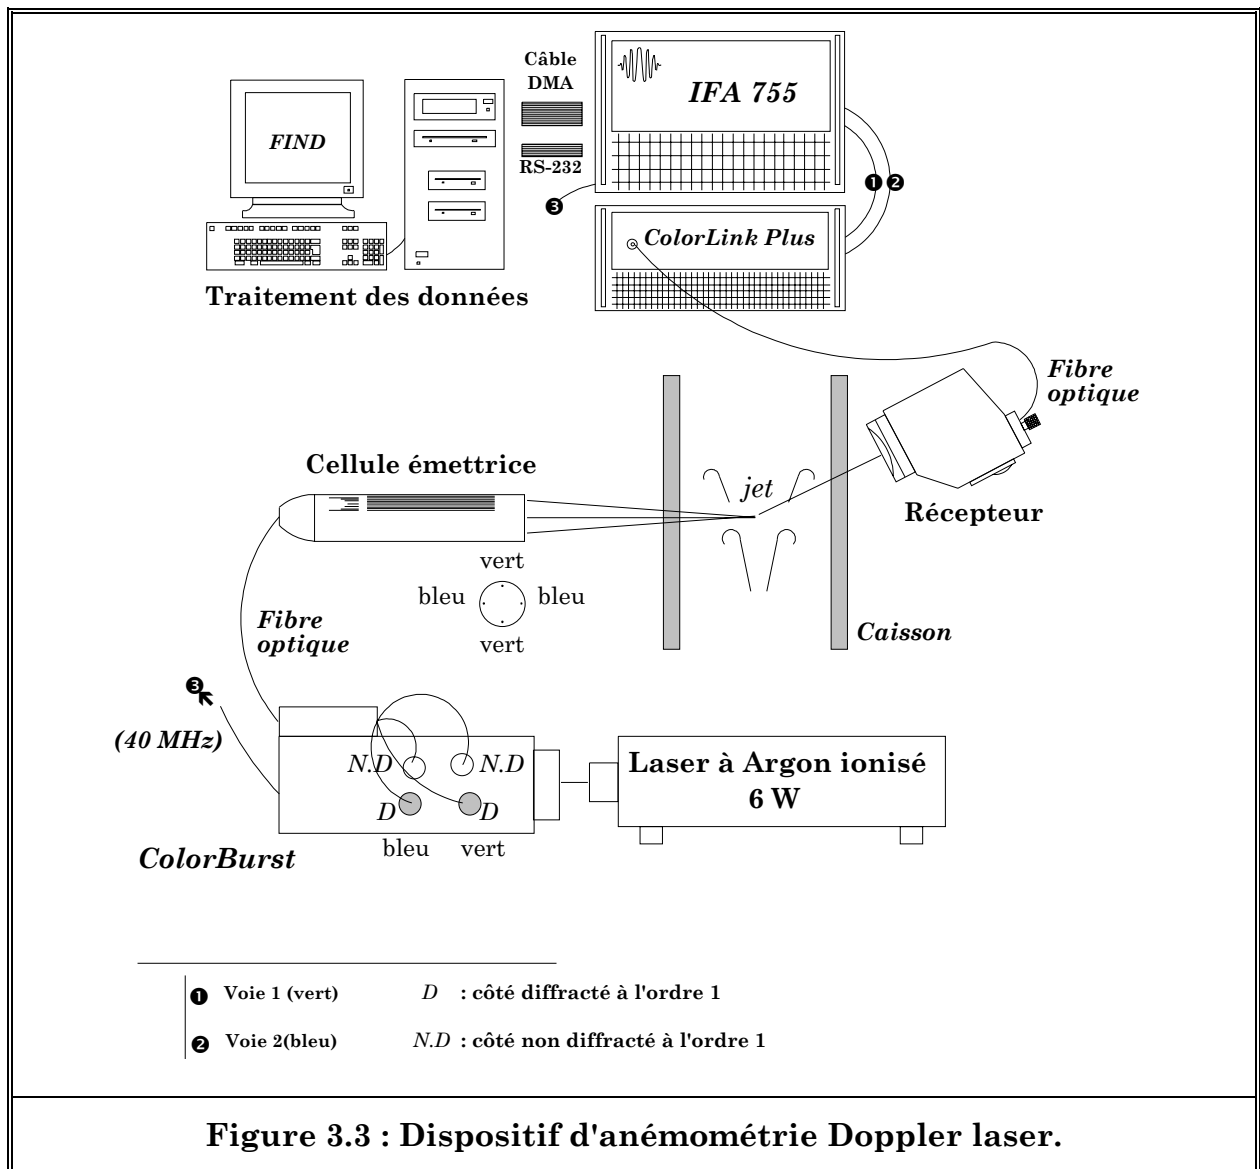 Câble
DMA
IFA 755
FIND
RS-232
❶ ❷
❸
ColorLink Plus
Traitement des données
Fibre
optique
Cellule émettrice
jet
Récepteur
vert
bleu bleu
vert
Fibre
optique
Caisson
❸
(40 MHz)
N.D N.D
D D
Laser à Argon ionisé
6 W
bleu vert
ColorBurst
❶ Voie 1 (vert) D : côté diffracté à l'ordre 1
❷ Voie 2(bleu) N.D : côté non diffracté à l'ordre 1
Figure 3.3 : Dispositif d'anémométrie Doppler laser.